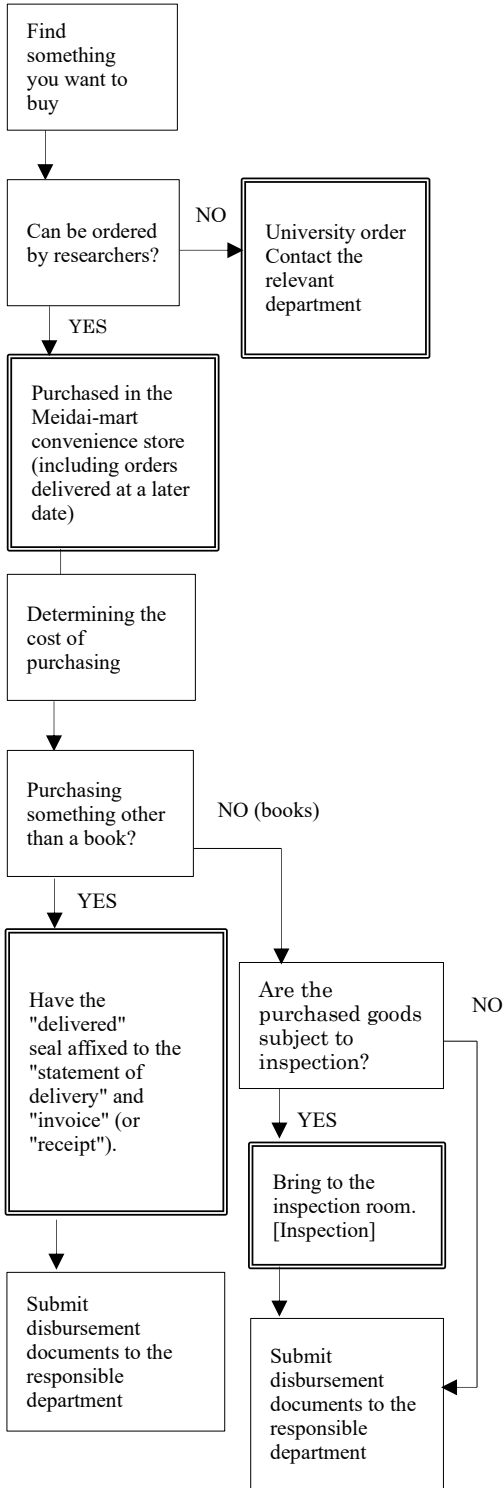 Find
something
you want to
buy
Can be ordered
by researchers?
NO
University order
Contact the
relevant
department
YES
Purchased in the
Meidai-mart
convenience store
(including orders
delivered at a later
date)
Determining the
cost of
purchasing
Purchasing
something other
than a book?
NO (books)
YES
Have the
"delivered"
seal affixed to the
"statement of
delivery" and
"invoice" (or
"receipt").
Are the
purchased goods
subject to
inspection?
NO
YES
Bring to the
inspection room.
[Inspection]
Submit
disbursement
documents to the
responsible
department
Submit
disbursement
documents to the
responsible
department